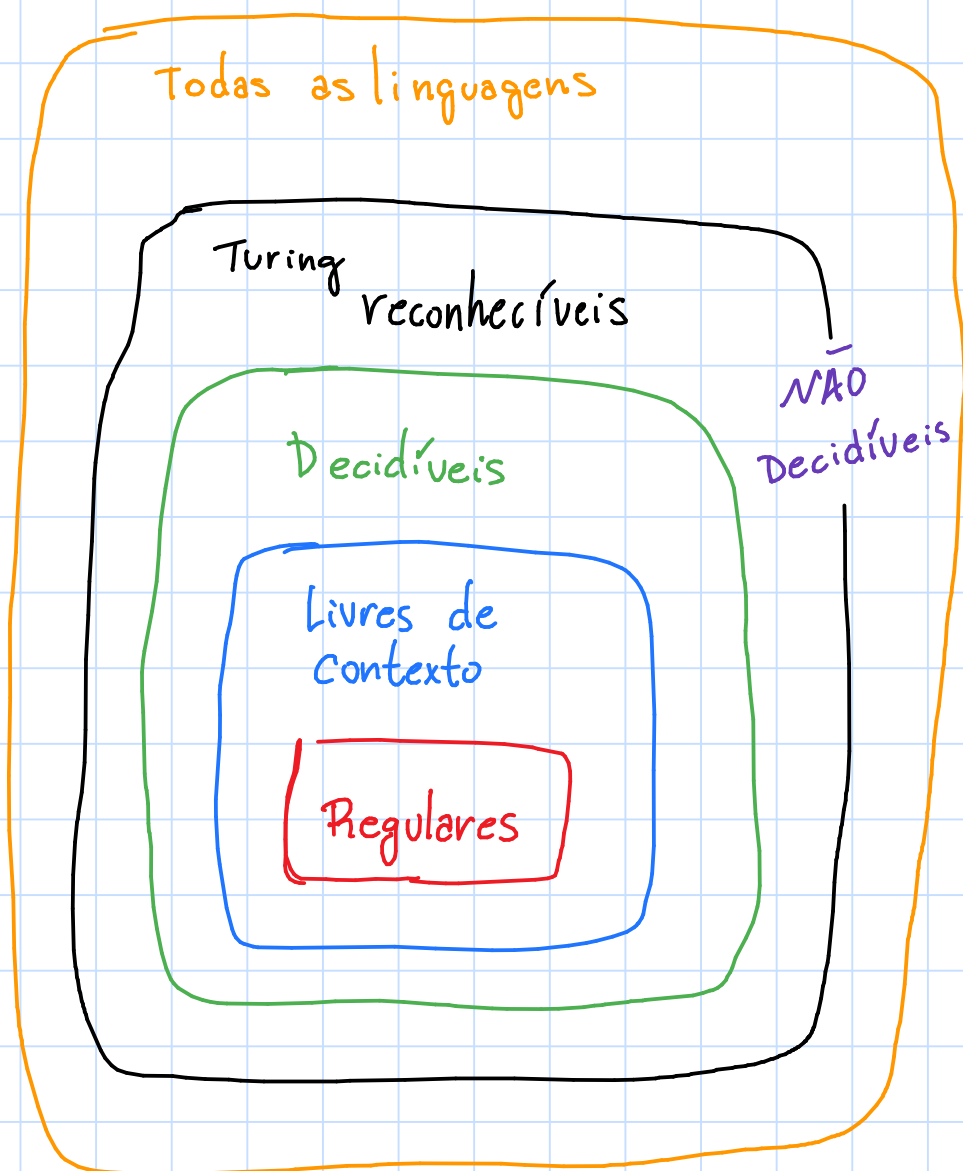 Todas as linguagens
Turing
reconhecíveis
NÃO
Decidíveis
Decidíveis
Livres de
contexto
Regulares